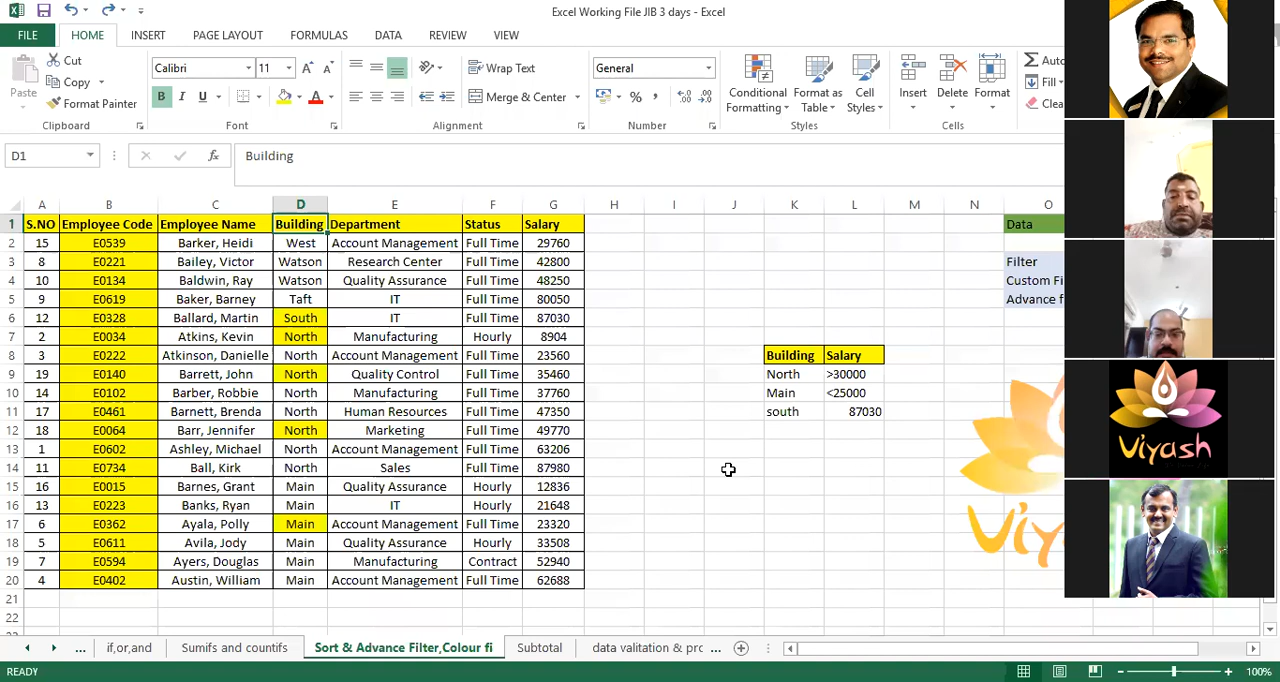 Excel Working File JIB 3 days - Excel
FILE HOME INSERT PAGE LAYOUT FORMULAS DATA REVIEW VIEW
Paste Cut Copy Format Painter
Clipboard
Calibri 11 B I U A A A
Font
Wrap Text
Merge & Center
Alignment
General
% ,
Number
Conditional Formatting Format as Table Cell Styles
Styles
Insert Delete Format
Cells
Auto
Fill
Clea
D1 fx Building
A B C D E F G H I J K L M N O
1 S.NO Employee Code Employee Name Building Department Status Salary Data
2 15 E0539 Barker, Heidi West Account Management Full Time 29760
3 8 E0221 Bailey, Victor Watson Research Center Full Time 42800 Filter
4 10 E0134 Baldwin, Ray Watson Quality Assurance Full Time 48250 Custom Fi
5 9 E0619 Baker, Barney Taft IT Full Time 80050 Advance f
6 12 E0328 Ballard, Martin South IT Full Time 87030
7 2 E0034 Atkins, Kevin North Manufacturing Hourly 8904
8 3 E0222 Atkinson, Danielle North Account Management Full Time 23560 Building Salary
9 19 E0140 Barrett, John North Quality Control Full Time 35460 North >30000
10 14 E0102 Barber, Robbie North Manufacturing Full Time 37760 Main <25000
11 17 E0461 Barnett, Brenda North Human Resources Full Time 47350 south 87030
12 18 E0064 Barr, Jennifer North Marketing Full Time 49770
13 1 E0602 Ashley, Michael North Account Management Full Time 63206
14 11 E0734 Ball, Kirk North Sales Full Time 87980
15 16 E0015 Barnes, Grant Main Quality Assurance Hourly 12836
16 13 E0223 Banks, Ryan Main IT Hourly 21648
17 6 E0362 Ayala, Polly Main Account Management Full Time 23320
18 5 E0611 Avila, Jody Main Quality Assurance Hourly 33508
19 7 E0594 Ayers, Douglas Main Manufacturing Contract 52940
20 4 E0402 Austin, William Main Account Management Full Time 62688
21
22
Viyash
Viy
... if,or,and Sumifs and countifs Sort & Advance Filter,Colour fi Subtotal data valitation & prc ...
READY 100%